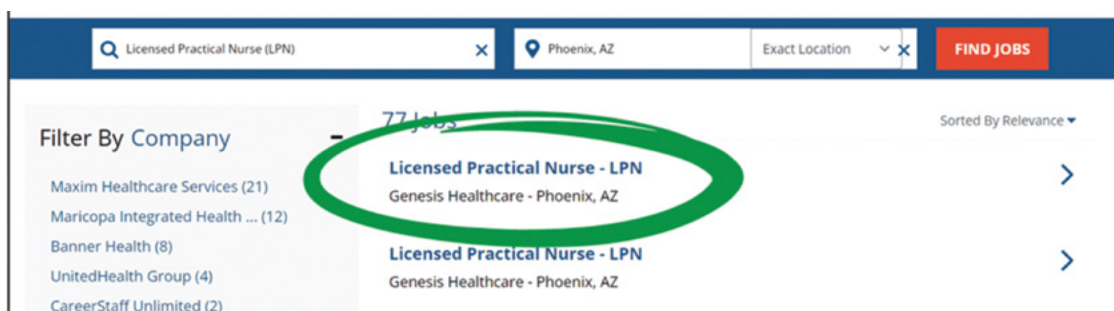 Licensed Practical Nurse (LPN)
Phoenix, AZ
Exact Location
FIND JOBS
Filter By Company
Maxim Healthcare Services (21)
Maricopa Integrated Health ... (12)
Banner Health (8)
UnitedHealth Group (4)
CareerStaff Unlimited (2)
77 Jobs
Sorted By Relevance
Licensed Practical Nurse - LPN
Genesis Healthcare - Phoenix, AZ
Licensed Practical Nurse - LPN
Genesis Healthcare - Phoenix, AZ